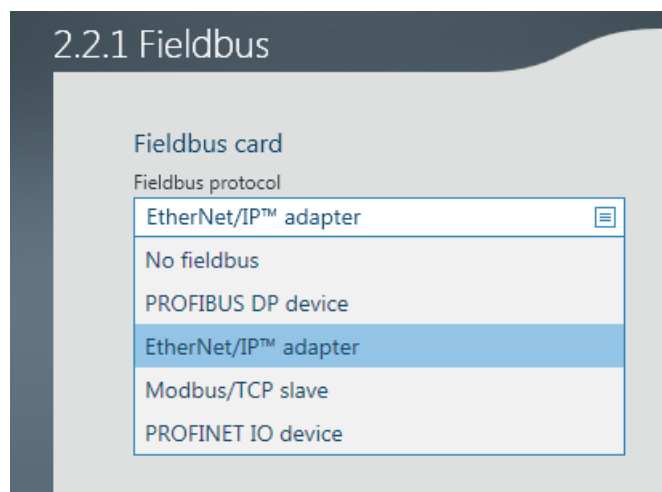 2.2.1 Fieldbus
Fieldbus card
Fieldbus protocol
EtherNet/IP™ adapter
No fieldbus
PROFIBUS DP device
EtherNet/IP™ adapter
Modbus/TCP slave
PROFINET IO device